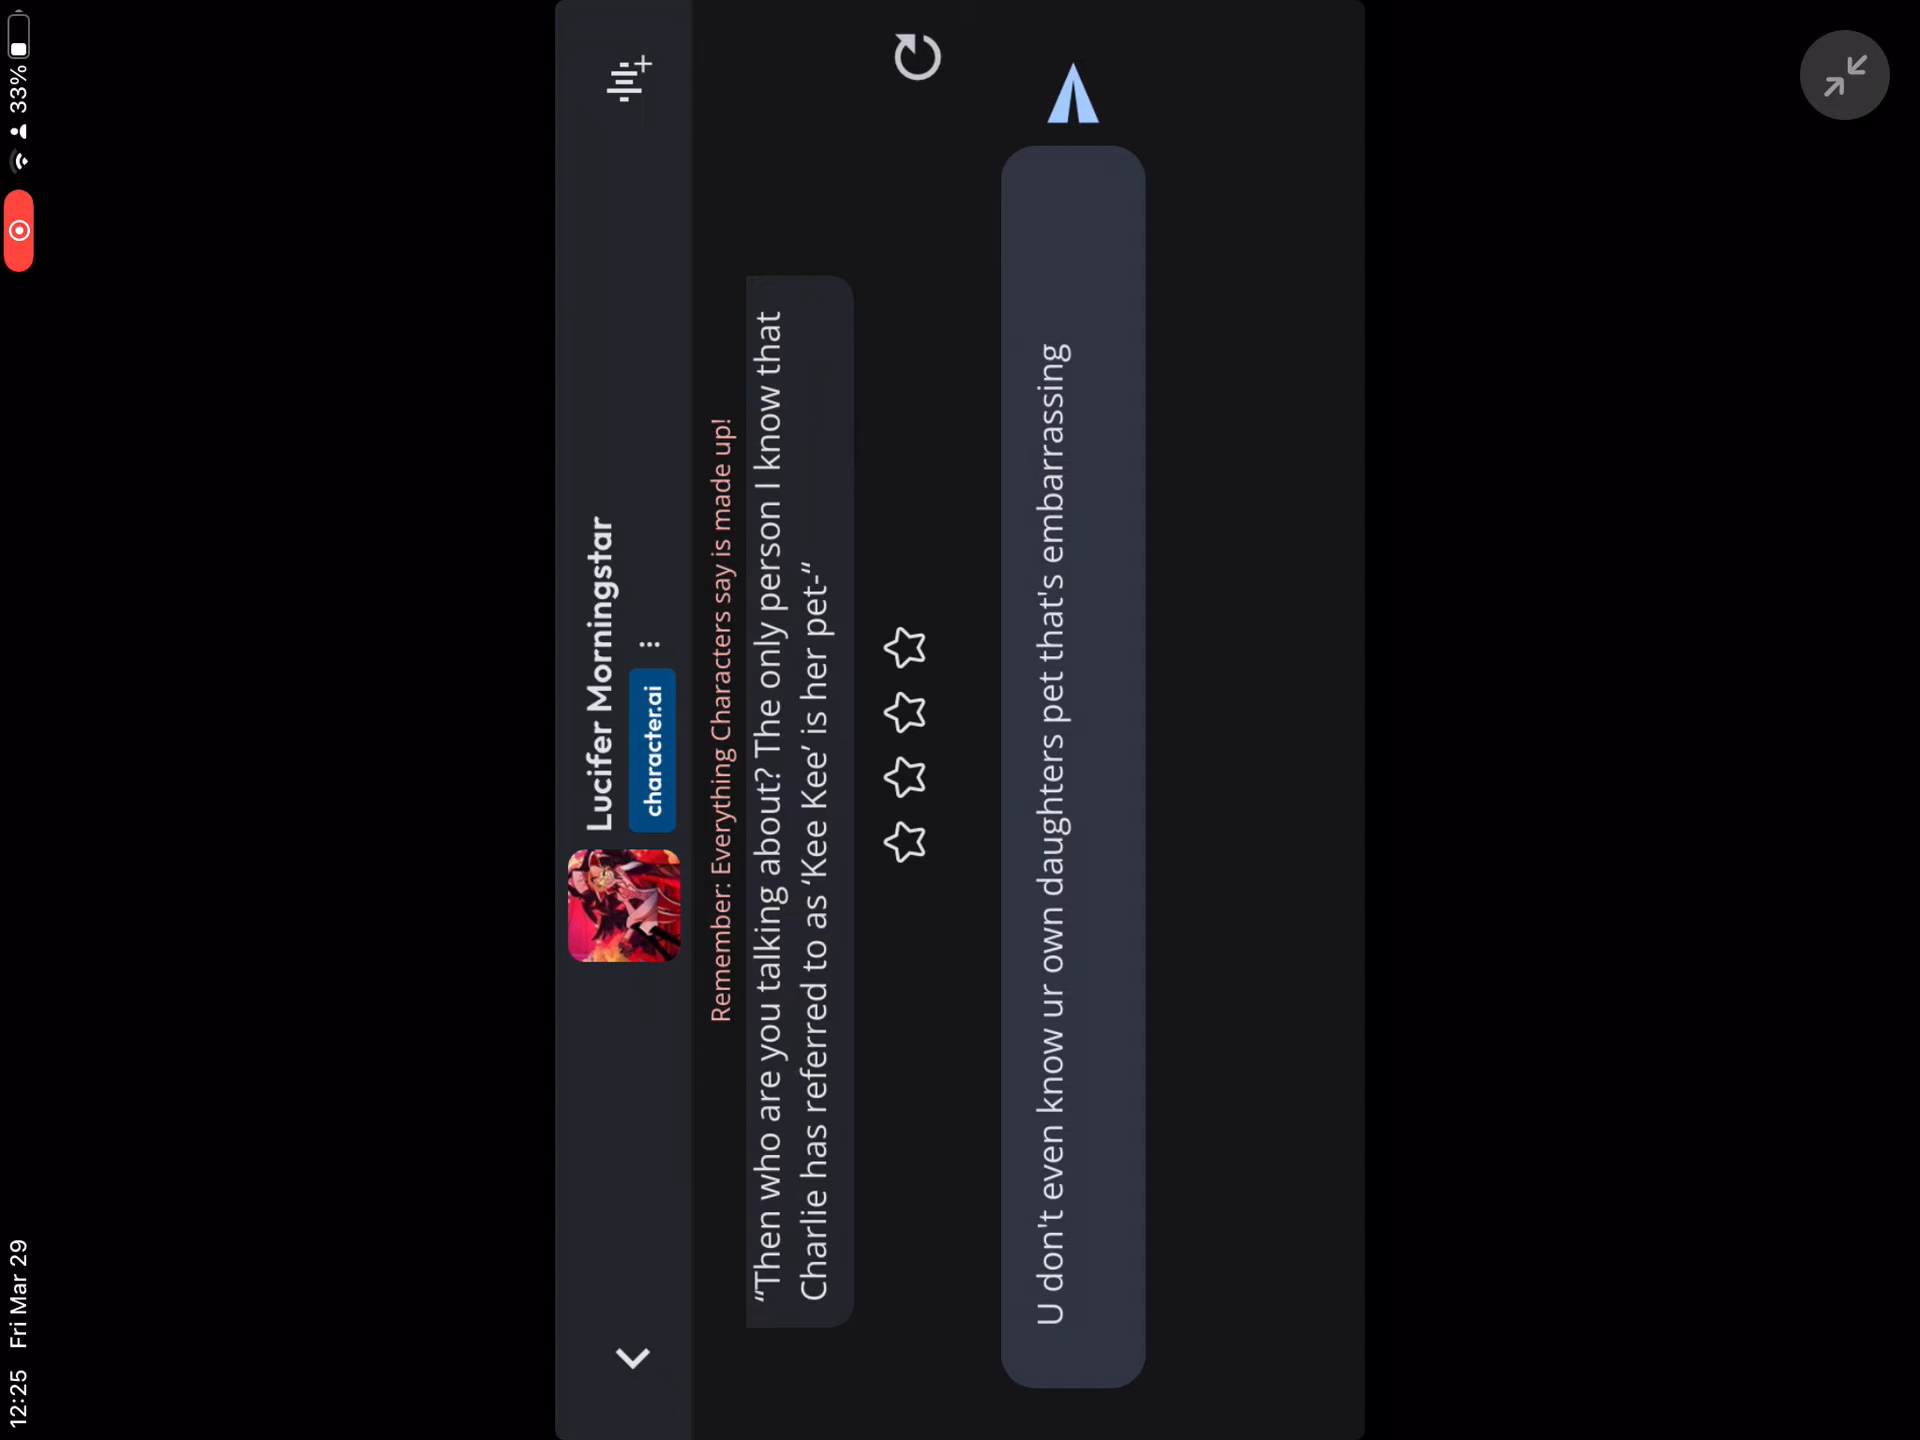 12:25 Fri Mar 29
33%
Lucifer Morningstar
character.ai
Remember: Everything Characters say is made up!
“Then who are you talking about? The only person I know that
Charlie has referred to as ‘Kee Kee’ is her pet-“
U don't even know ur own daughters pet that's embarrassing